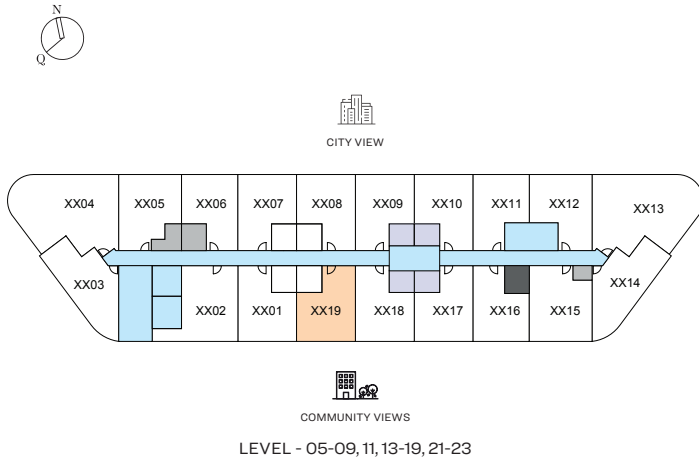 N
Q
CITY VIEW
XX04 XX05 XX06 XX07 XX08 XX09 XX10 XX11 XX12 XX13
XX03 XX02 XX01 XX19 XX18 XX17 XX16 XX15 XX14
COMMUNITY VIEWS
LEVEL - 05-09, 11, 13-19, 21-23